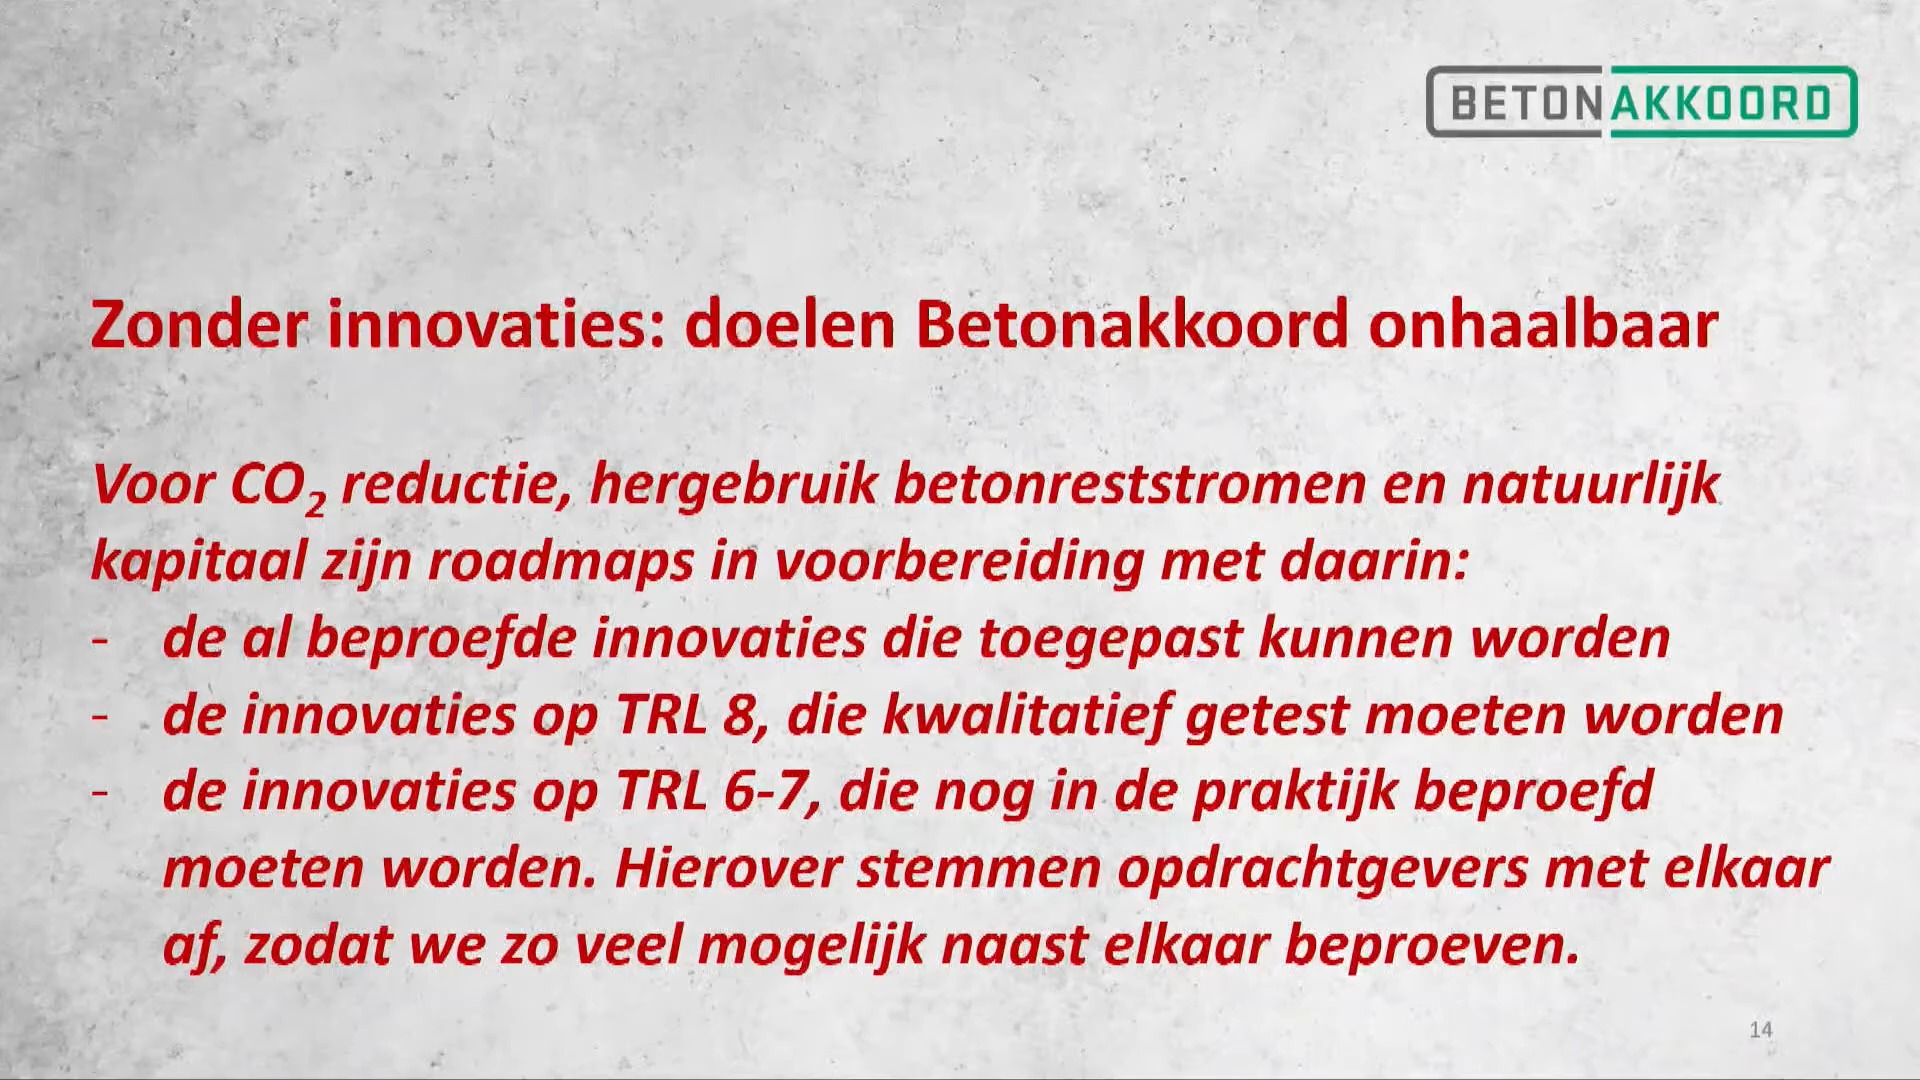 BETONAKKOORD
Zonder innovaties: doelen Betonakkoord onhaalbaar
Voor CO₂ reductie, hergebruik betonreststromen en natuurlijk
kapitaal zijn roadmaps in voorbereiding met daarin:
- de al beproefde innovaties die toegepast kunnen worden
- de innovaties op TRL 8, die kwalitatief getest moeten worden
- de innovaties op TRL 6-7, die nog in de praktijk beproefd
moeten worden. Hierover stemmen opdrachtgevers met elkaar
af, zodat we zo veel mogelijk naast elkaar beproeven.
14